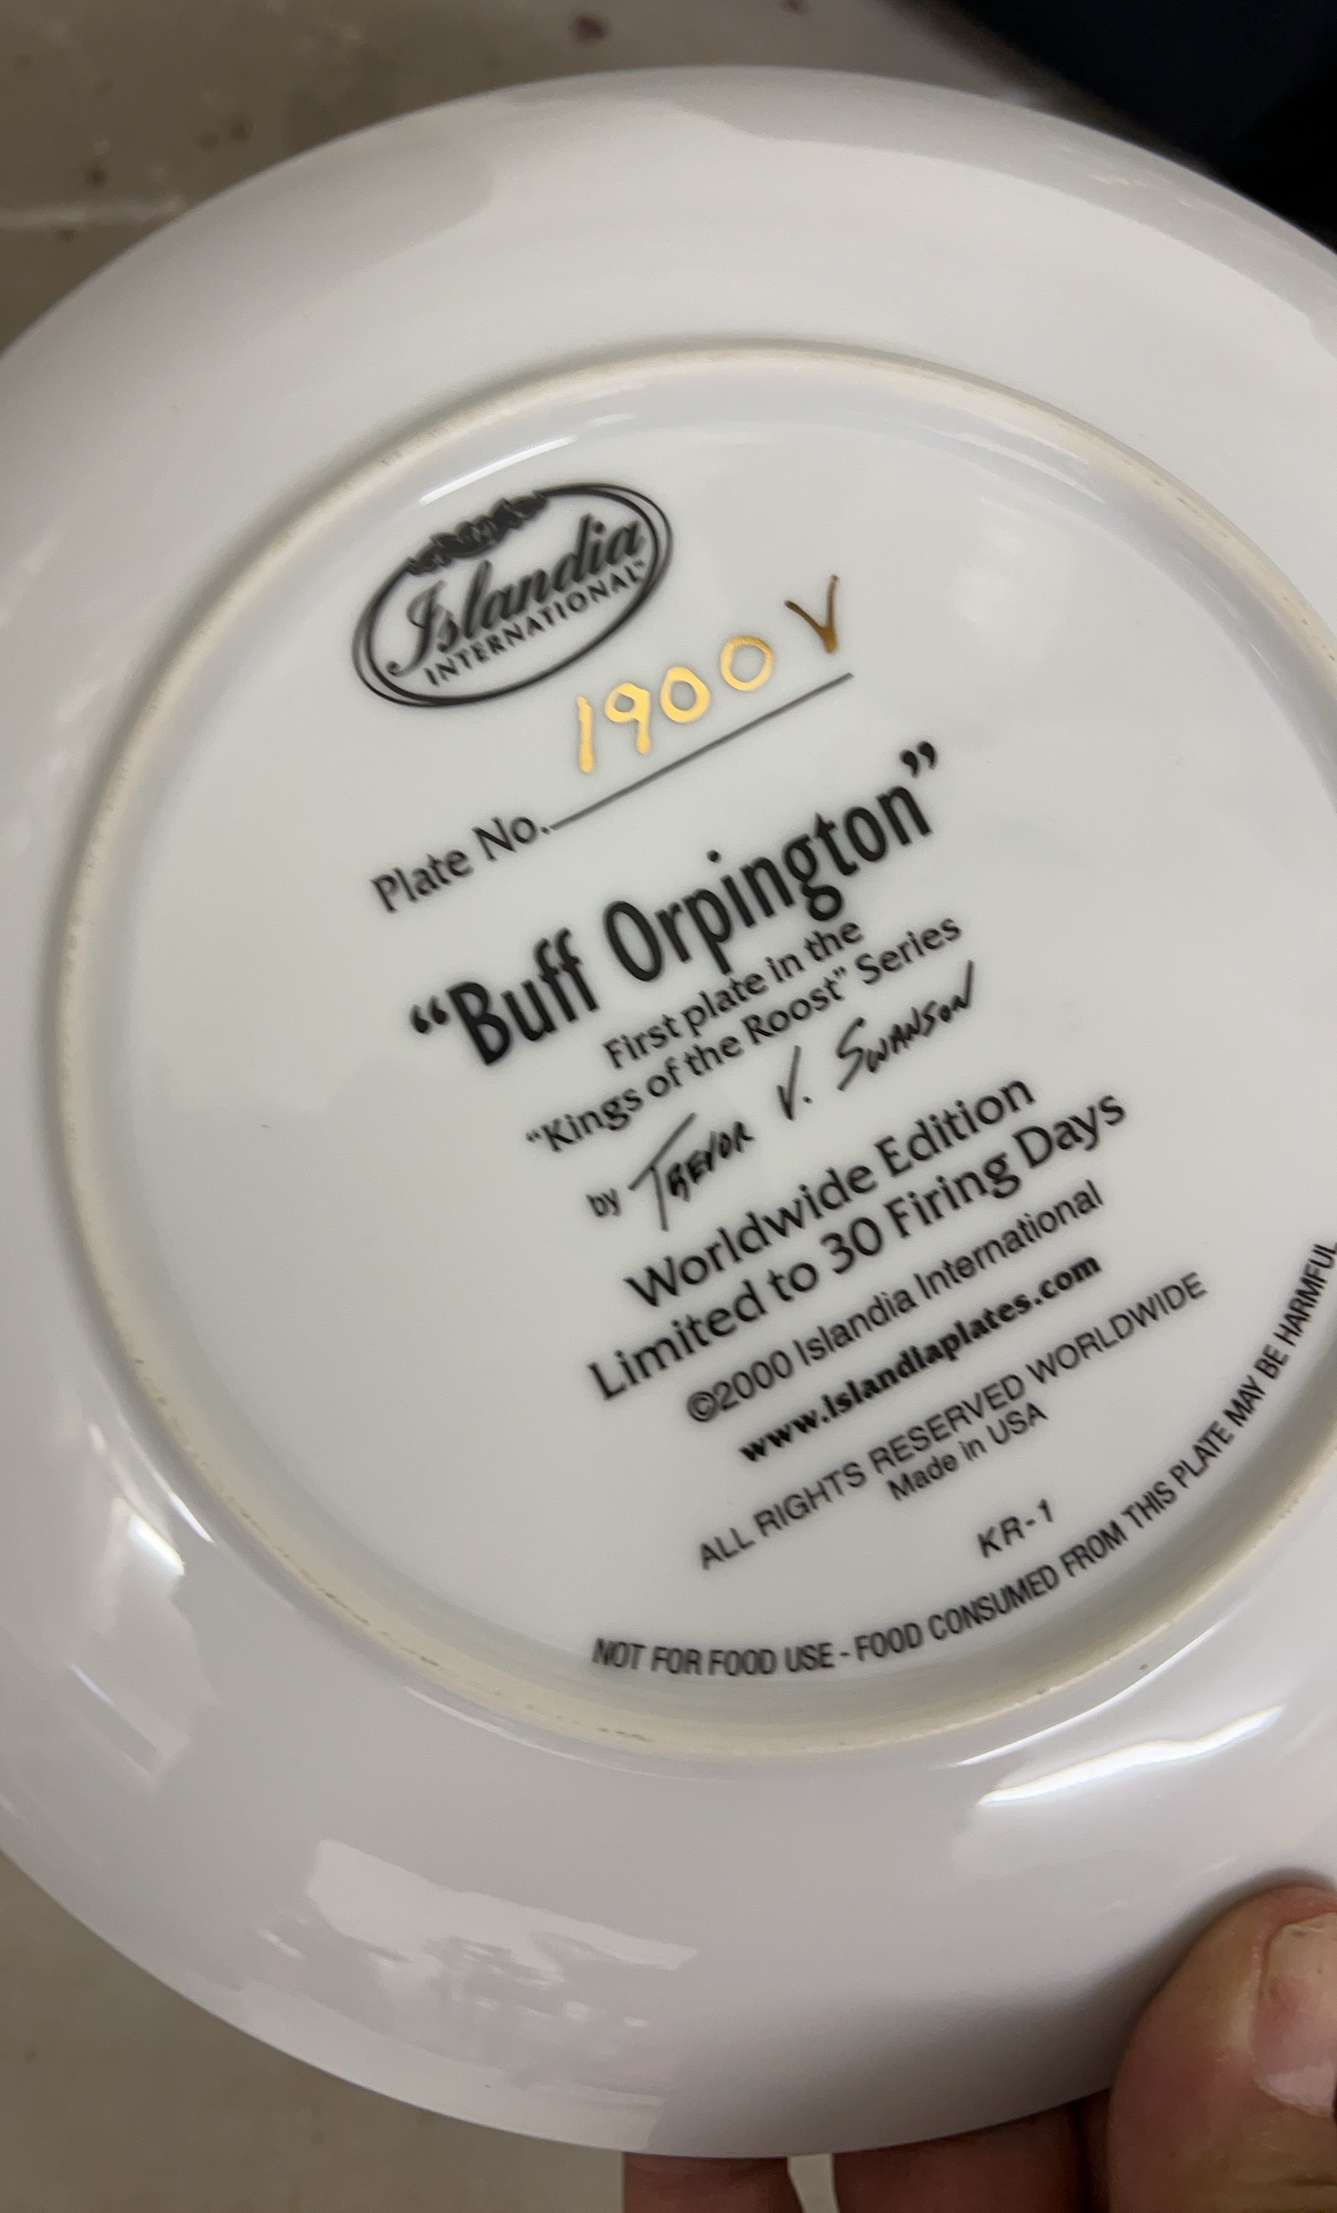 Islandia
INTERNATIONAL™
Plate No. 1900 V
“Buff Orpington”
First plate in the
“Kings of the Roost” Series
by TREVOR V. SWANSON
Worldwide Edition
Limited to 30 Firing Days
©2000 Islandia International
www.islandiaplates.com
ALL RIGHTS RESERVED WORLDWIDE
Made in USA
KR-1
NOT FOR FOOD USE - FOOD CONSUMED FROM THIS PLATE MAY BE HARMFUL